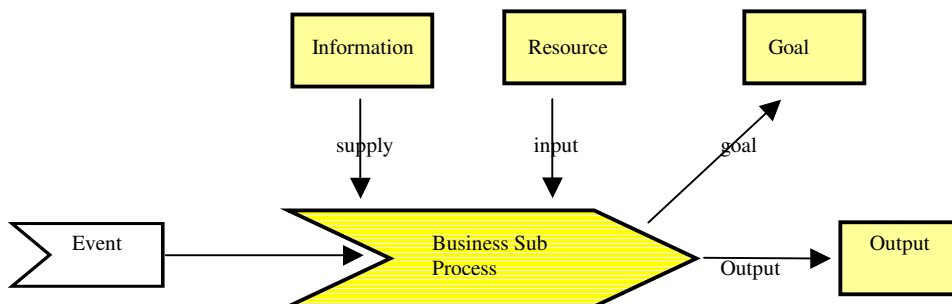 Information
Resource
Goal
supply
input
goal
Event
Business Sub
Process
Output
Output